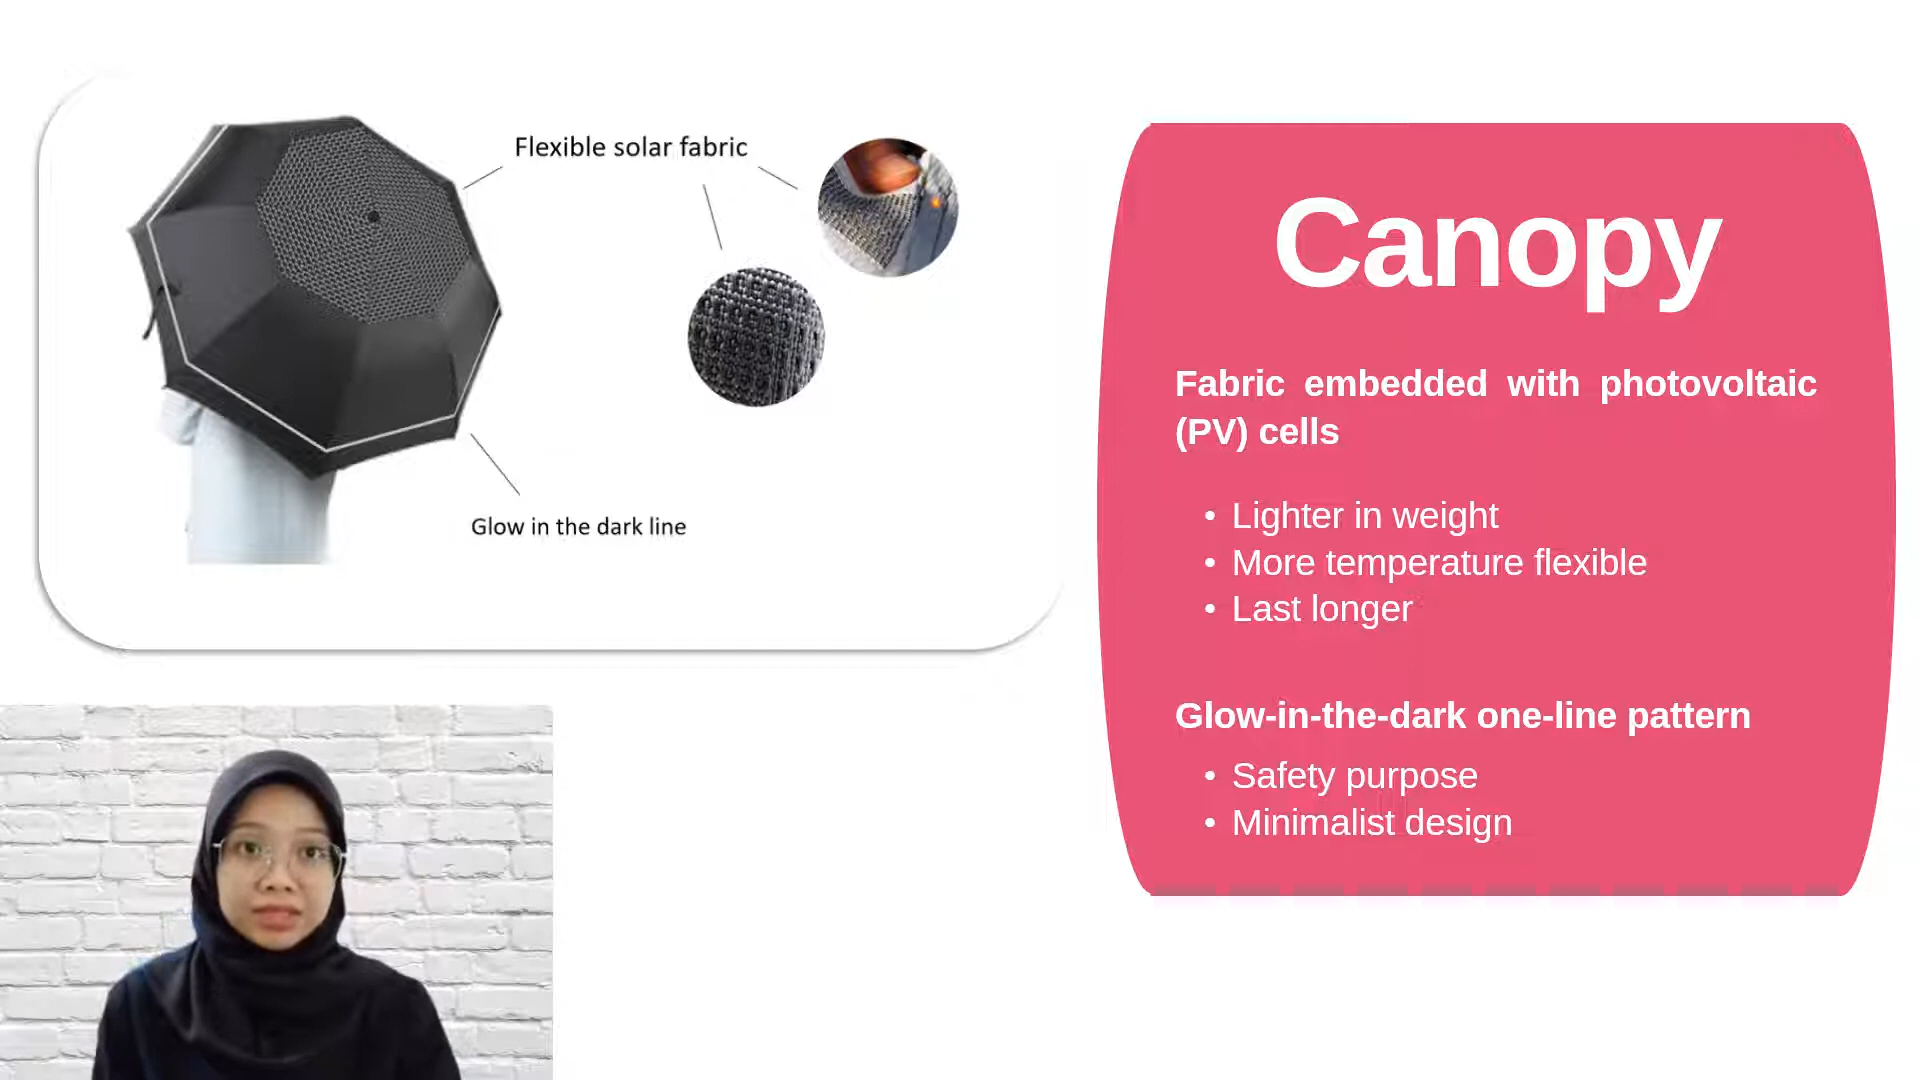 Flexible solar fabric
Glow in the dark line
Canopy
Fabric embedded with photovoltaic
(PV) cells
• Lighter in weight
• More temperature flexible
• Last longer
Glow-in-the-dark one-line pattern
• Safety purpose
• Minimalist design